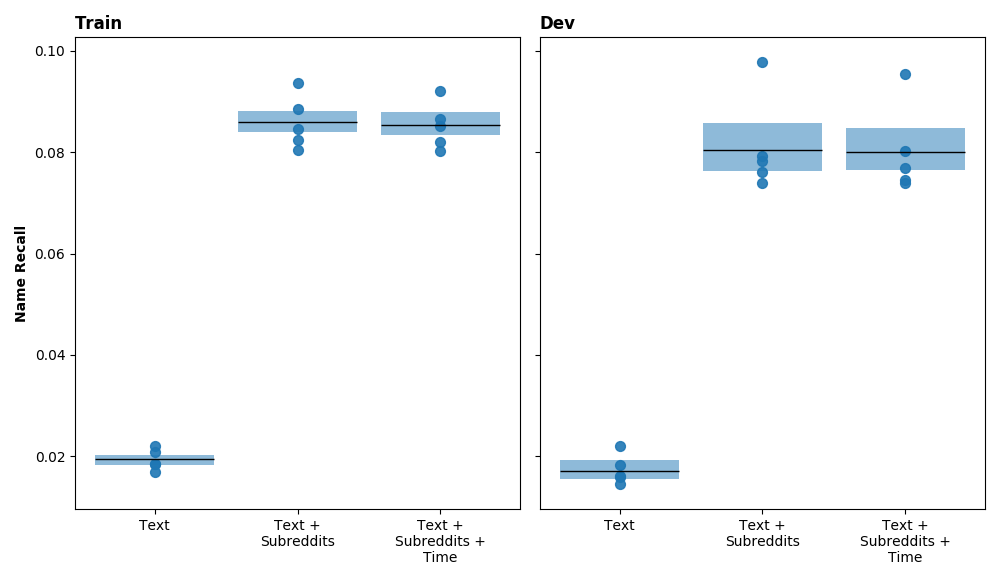 Train
Dev
Name Recall
0.10
0.08
0.06
0.04
0.02
Text
Text +
Subreddits
Text +
Subreddits +
Time
Text
Text +
Subreddits
Text +
Subreddits +
Time